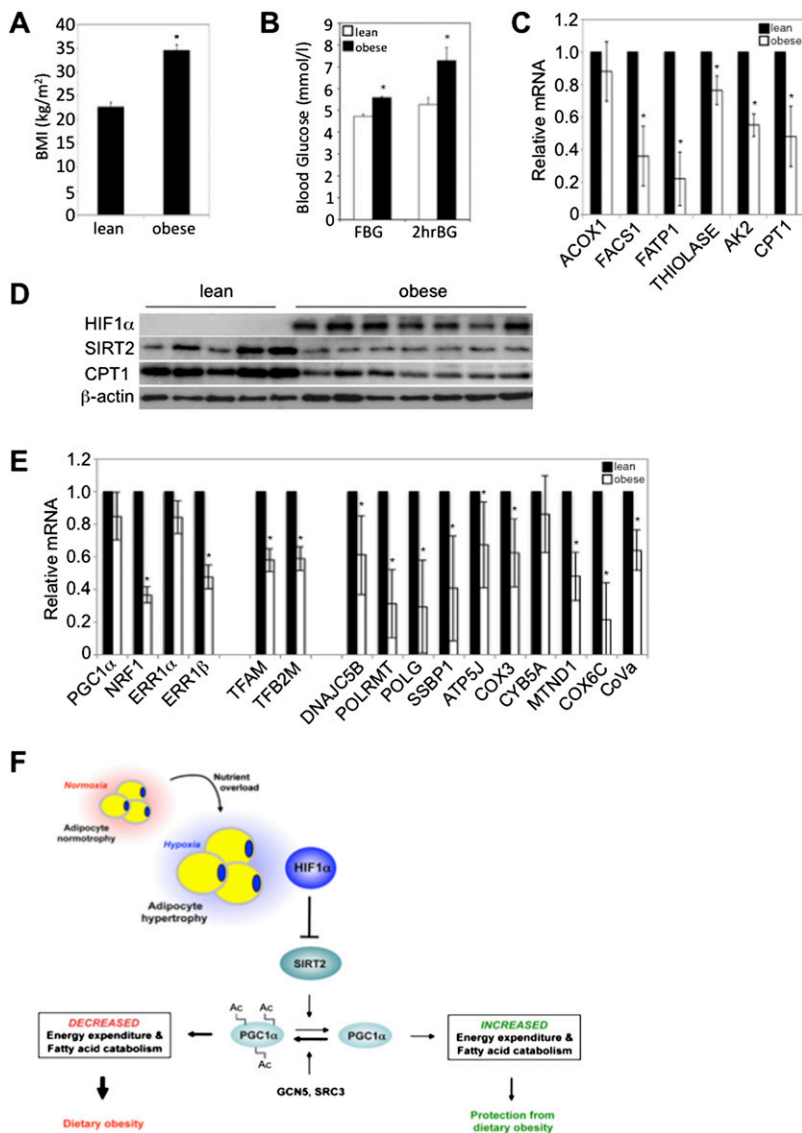 A
BMI (kg/m²)
40
35
30
25
20
15
10
5
0
*
lean
obese
B
Blood Glucose (mmol/l)
9
8
7
6
5
4
3
2
1
0
lean
obese
*
*
FBG
2hrBG
C
Relative mRNA
1.2
1.0
0.8
0.6
0.4
0.2
0
lean
obese
*
*
*
*
*
ACOX1
FACS1
FATP1
THIOLASE
AK2
CPT1
D
lean
obese
HIF1α
SIRT2
CPT1
β-actin
E
Relative mRNA
1.2
1.0
0.8
0.6
0.4
0.2
0
lean
obese
*
*
*
*
*
*
*
*
*
*
*
*
*
PGC1α
NRF1
ERR1α
ERR1β
TFAM
TFB2M
DNAJC5B
POLRMT
POLG
SSBP1
ATP5J
COX3
CYB5A
MTND1
COX6C
CoVa
F
Normoxia
Nutrient
overload
Adipocyte
normotrophy
Hypoxia
HIF1α
Adipocyte
hypertrophy
SIRT2
Ac
Ac
DECREASED
Energy expenditure &
Fatty acid catabolism
PGC1α
PGC1α
INCREASED
Energy expenditure &
Fatty acid catabolism
Ac
GCN5, SRC3
Dietary obesity
Protection from
dietary obesity